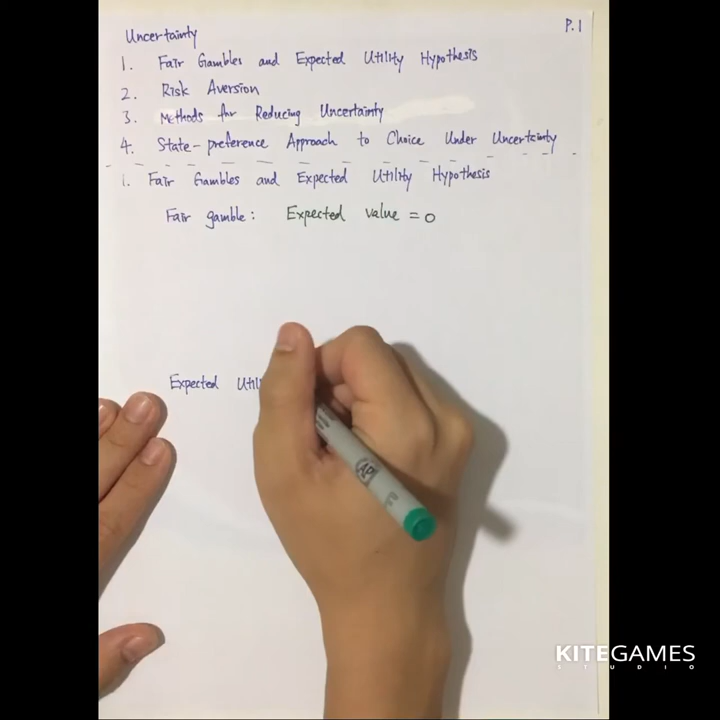 P.1
Uncertainty
1. Fair Gambles and Expected Utility Hypothesis
2. Risk Aversion
3. Methods for Reducing Uncertainty
4. State-preference Approach to Choice Under Uncertainty
1. Fair Gambles and Expected Utility Hypothesis
Fair gamble: Expected value = 0
Expected Util
KITEGAMES
STUDIO